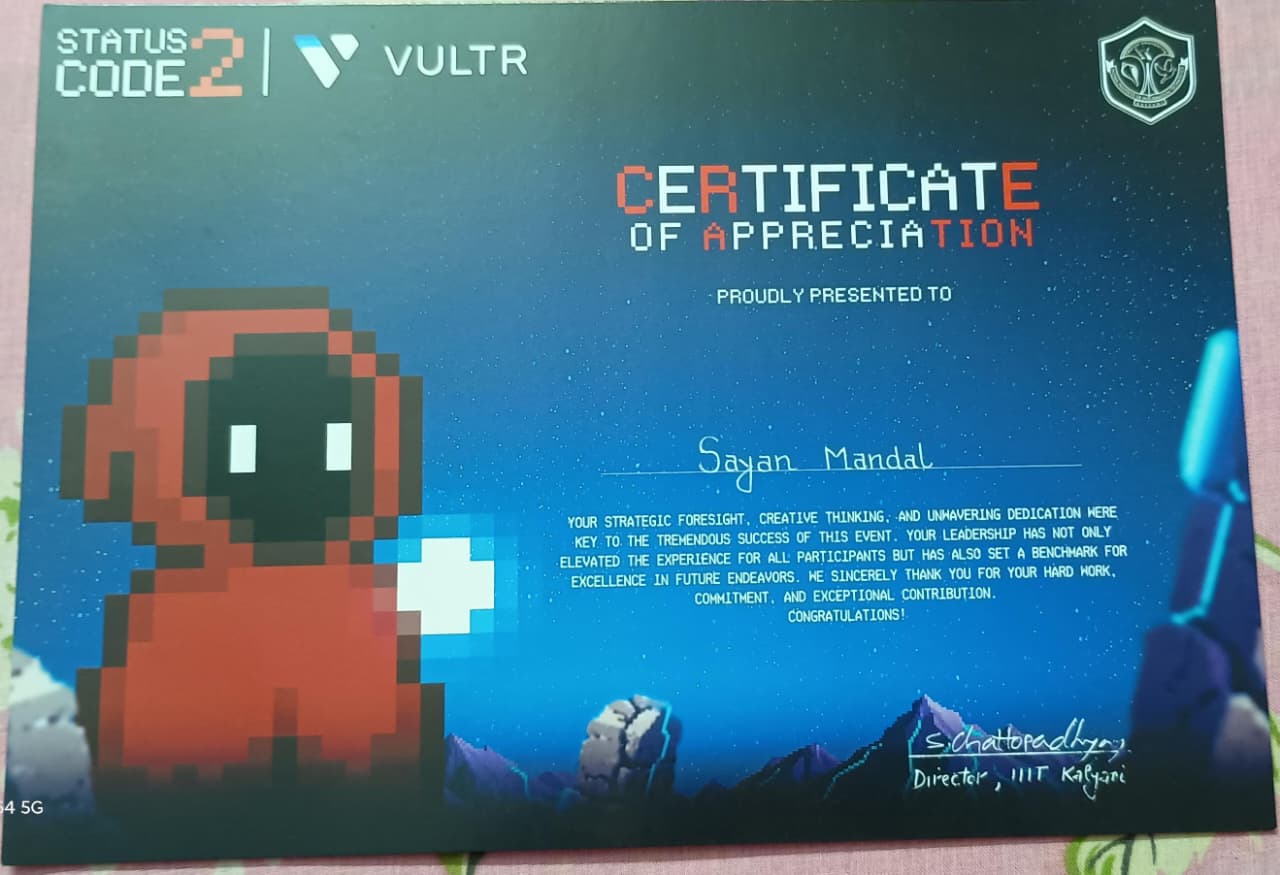 STATUS
CODE 2
VULTR
CERTIFICATE
OF APPRECIATION
PROUDLY PRESENTED TO
Sayan Mandal
YOUR STRATEGIC FORESIGHT, CREATIVE THINKING, AND UNWAVERING DEDICATION WERE
KEY TO THE TREMENDOUS SUCCESS OF THIS EVENT. YOUR LEADERSHIP HAS NOT ONLY
ELEVATED THE EXPERIENCE FOR ALL PARTICIPANTS BUT HAS ALSO SET A BENCHMARK FOR
EXCELLENCE IN FUTURE ENDEAVORS. WE SINCERELY THANK YOU FOR YOUR HARD WORK,
COMMITMENT, AND EXCEPTIONAL CONTRIBUTION.
CONGRATULATIONS!
S. Chattopadhyay
Director, IIIT Kalyani
54 5G